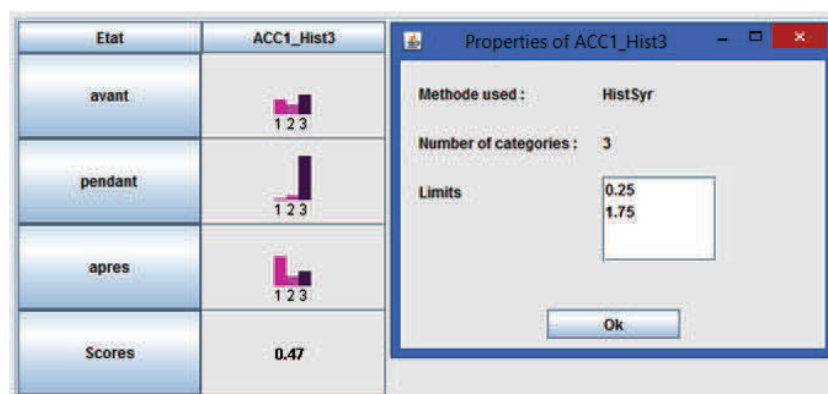 Etat ACC1_Hist3
avant
1 2 3
pendant
1 2 3
apres
1 2 3
Scores 0.47
Properties of ACC1_Hist3
Methode used : HistSyr
Number of categories : 3
Limits 0.25
1.75
Ok